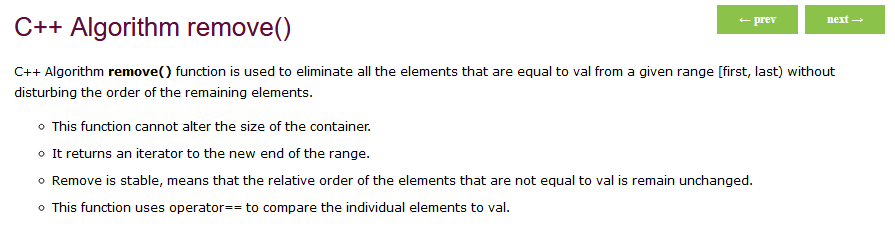 C++ Algorithm remove()
← prev
next →
C++ Algorithm remove() function is used to eliminate all the elements that are equal to val from a given range [first, last) without
disturbing the order of the remaining elements.
This function cannot alter the size of the container.
It returns an iterator to the new end of the range.
Remove is stable, means that the relative order of the elements that are not equal to val is remain unchanged.
This function uses operator== to compare the individual elements to val.